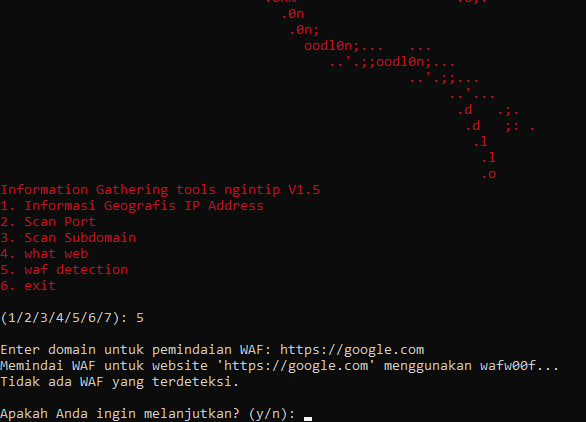 .0n
.0n;
oodl0n;... ...
..'.;;oodl0n;...
..'.;;...
..'...
.d .;.
.d ;: .
.l
.l
.o
Information Gathering tools ngintip V1.5
1. Informasi Geografis IP Address
2. Scan Port
3. Scan Subdomain
4. what web
5. waf detection
6. exit
(1/2/3/4/5/6/7): 5
Enter domain untuk pemindaian WAF: https://google.com
Memindai WAF untuk website 'https://google.com' menggunakan wafw00f...
Tidak ada WAF yang terdeteksi.
Apakah Anda ingin melanjutkan? (y/n):